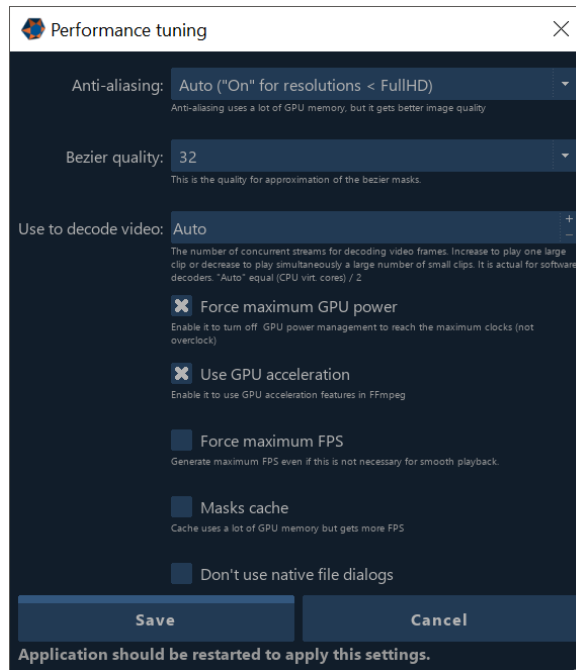 Performance tuning
Anti-aliasing: Auto ("On" for resolutions < FullHD)
Anti-aliasing uses a lot of GPU memory, but it gets better image quality
Bezier quality: 32
This is the quality for approximation of the bezier masks.
Use to decode video: Auto
The number of concurrent streams for decoding video frames. Increase to play one large
clip or decrease to play simultaneously a large number of small clips. It is actual for software
decoders. "Auto" equal (CPU virt. cores) / 2
Force maximum GPU power
Enable it to turn off GPU power management to reach the maximum clocks (not
overclock)
Use GPU acceleration
Enable it to use GPU acceleration features in FFmpeg
Force maximum FPS
Generate maximum FPS even if this is not necessary for smooth playback.
Masks cache
Cache uses a lot of GPU memory but gets more FPS
Don't use native file dialogs
Save Cancel
Application should be restarted to apply this settings.